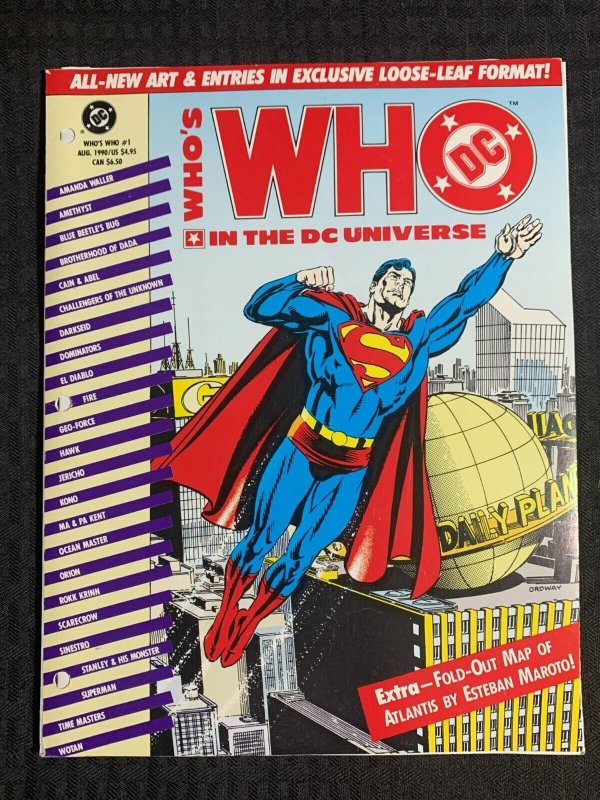 ALL-NEW ART & ENTRIES IN EXCLUSIVE LOOSE-LEAF FORMAT!
DC
®
WHO'S WHO #1
AUG. 1990/US $4.95
CAN $6.50
WHO'S
WHO
DC
™
IN THE DC UNIVERSE
AMANDA WALLER
AMETHYST
BLUE BEETLE'S BUG
BROTHERHOOD OF DADA
CAIN & ABEL
CHALLENGERS OF THE UNKNOWN
DARKSEID
DOMINATORS
EL DIABLO
FIRE
GEO-FORCE
HAWK
JERICHO
KONO
MA & PA KENT
OCEAN MASTER
ORION
ROKK KRINN
SCARECROW
SINESTRO
STANLEY & HIS MONSTER
SUPERMAN
TIME MASTERS
WOTAN
S
G
DAILY PLAN
ORDWAY
EXTRA—FOLD-OUT MAP OF
ATLANTIS BY ESTEBAN MAROTO!